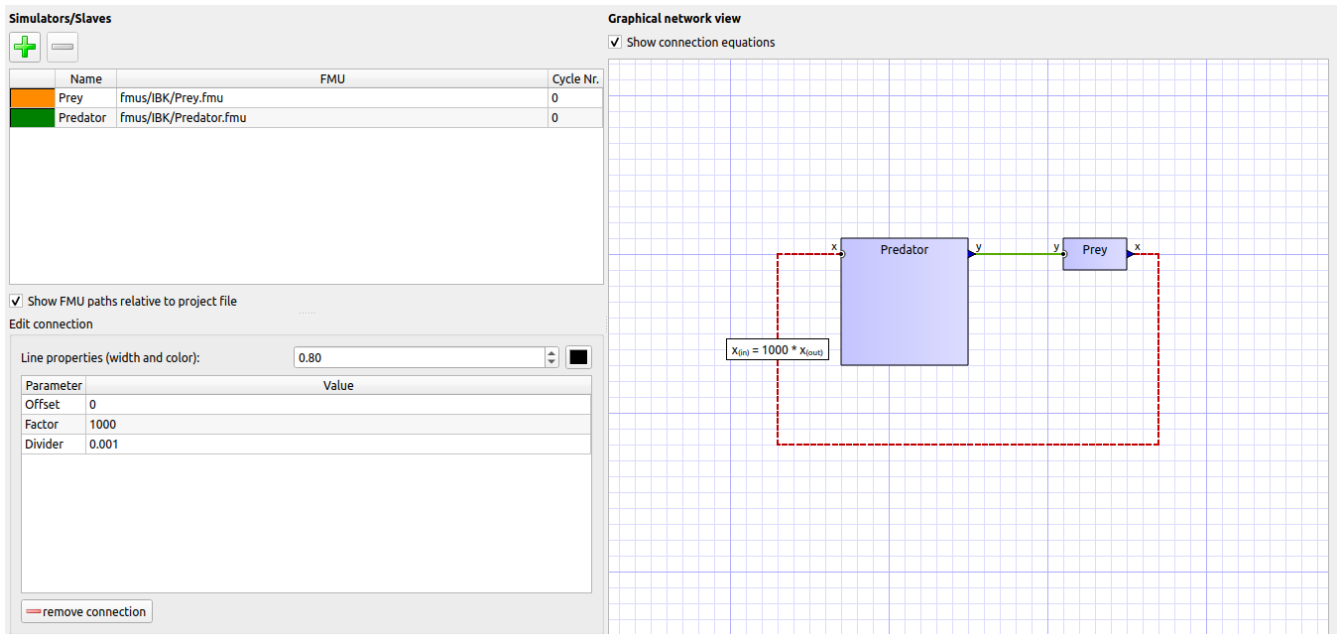 Simulators/Slaves
Name FMU Cycle Nr.
Prey fmus/IBK/Prey.fmu 0
Predator fmus/IBK/Predator.fmu 0
Show FMU paths relative to project file
Edit connection
Line properties (width and color): 0.80
Parameter Value
Offset 0
Factor 1000
Divider 0.001
remove connection
Graphical network view
Show connection equations
x Predator y y Prey x
x(in) = 1000 * x(out)